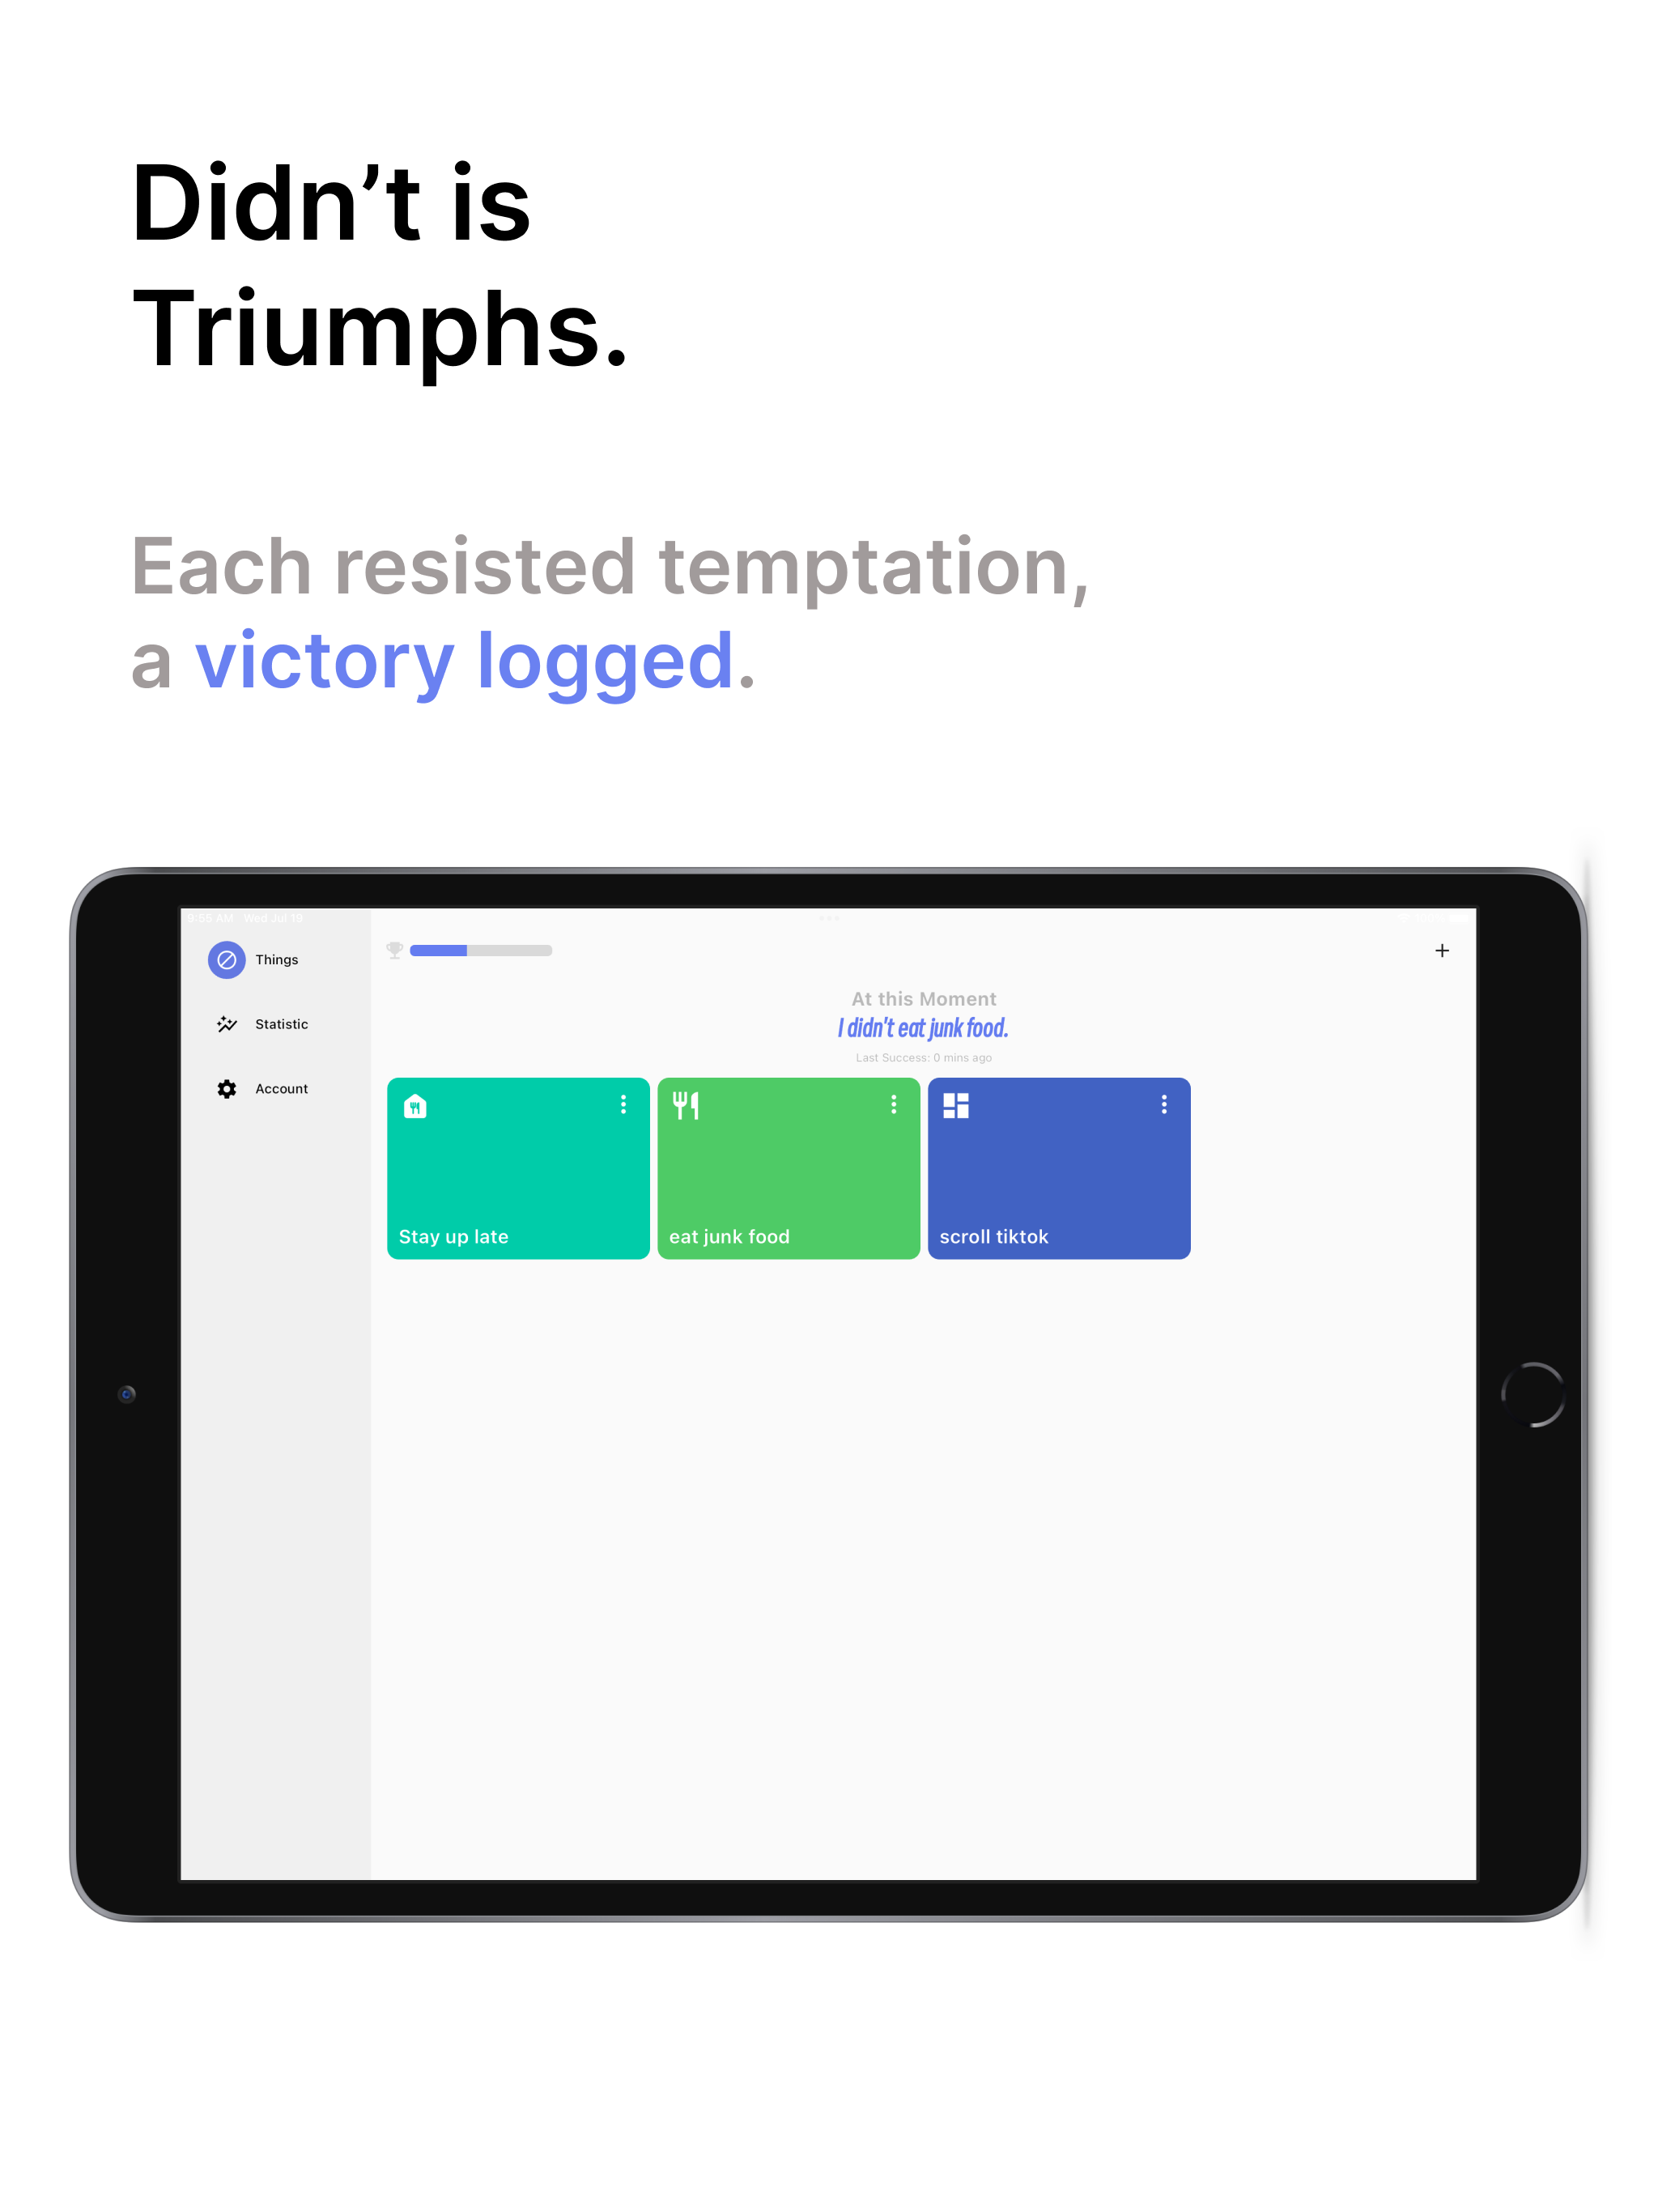 Didn’t is
Triumphs.
Each resisted temptation,
a victory logged.
9:55 AM Wed Jul 19
Things
Statistic
Account
At this Moment
I didn't eat junk food.
Last Success: 0 mins ago
Stay up late
eat junk food
scroll tiktok